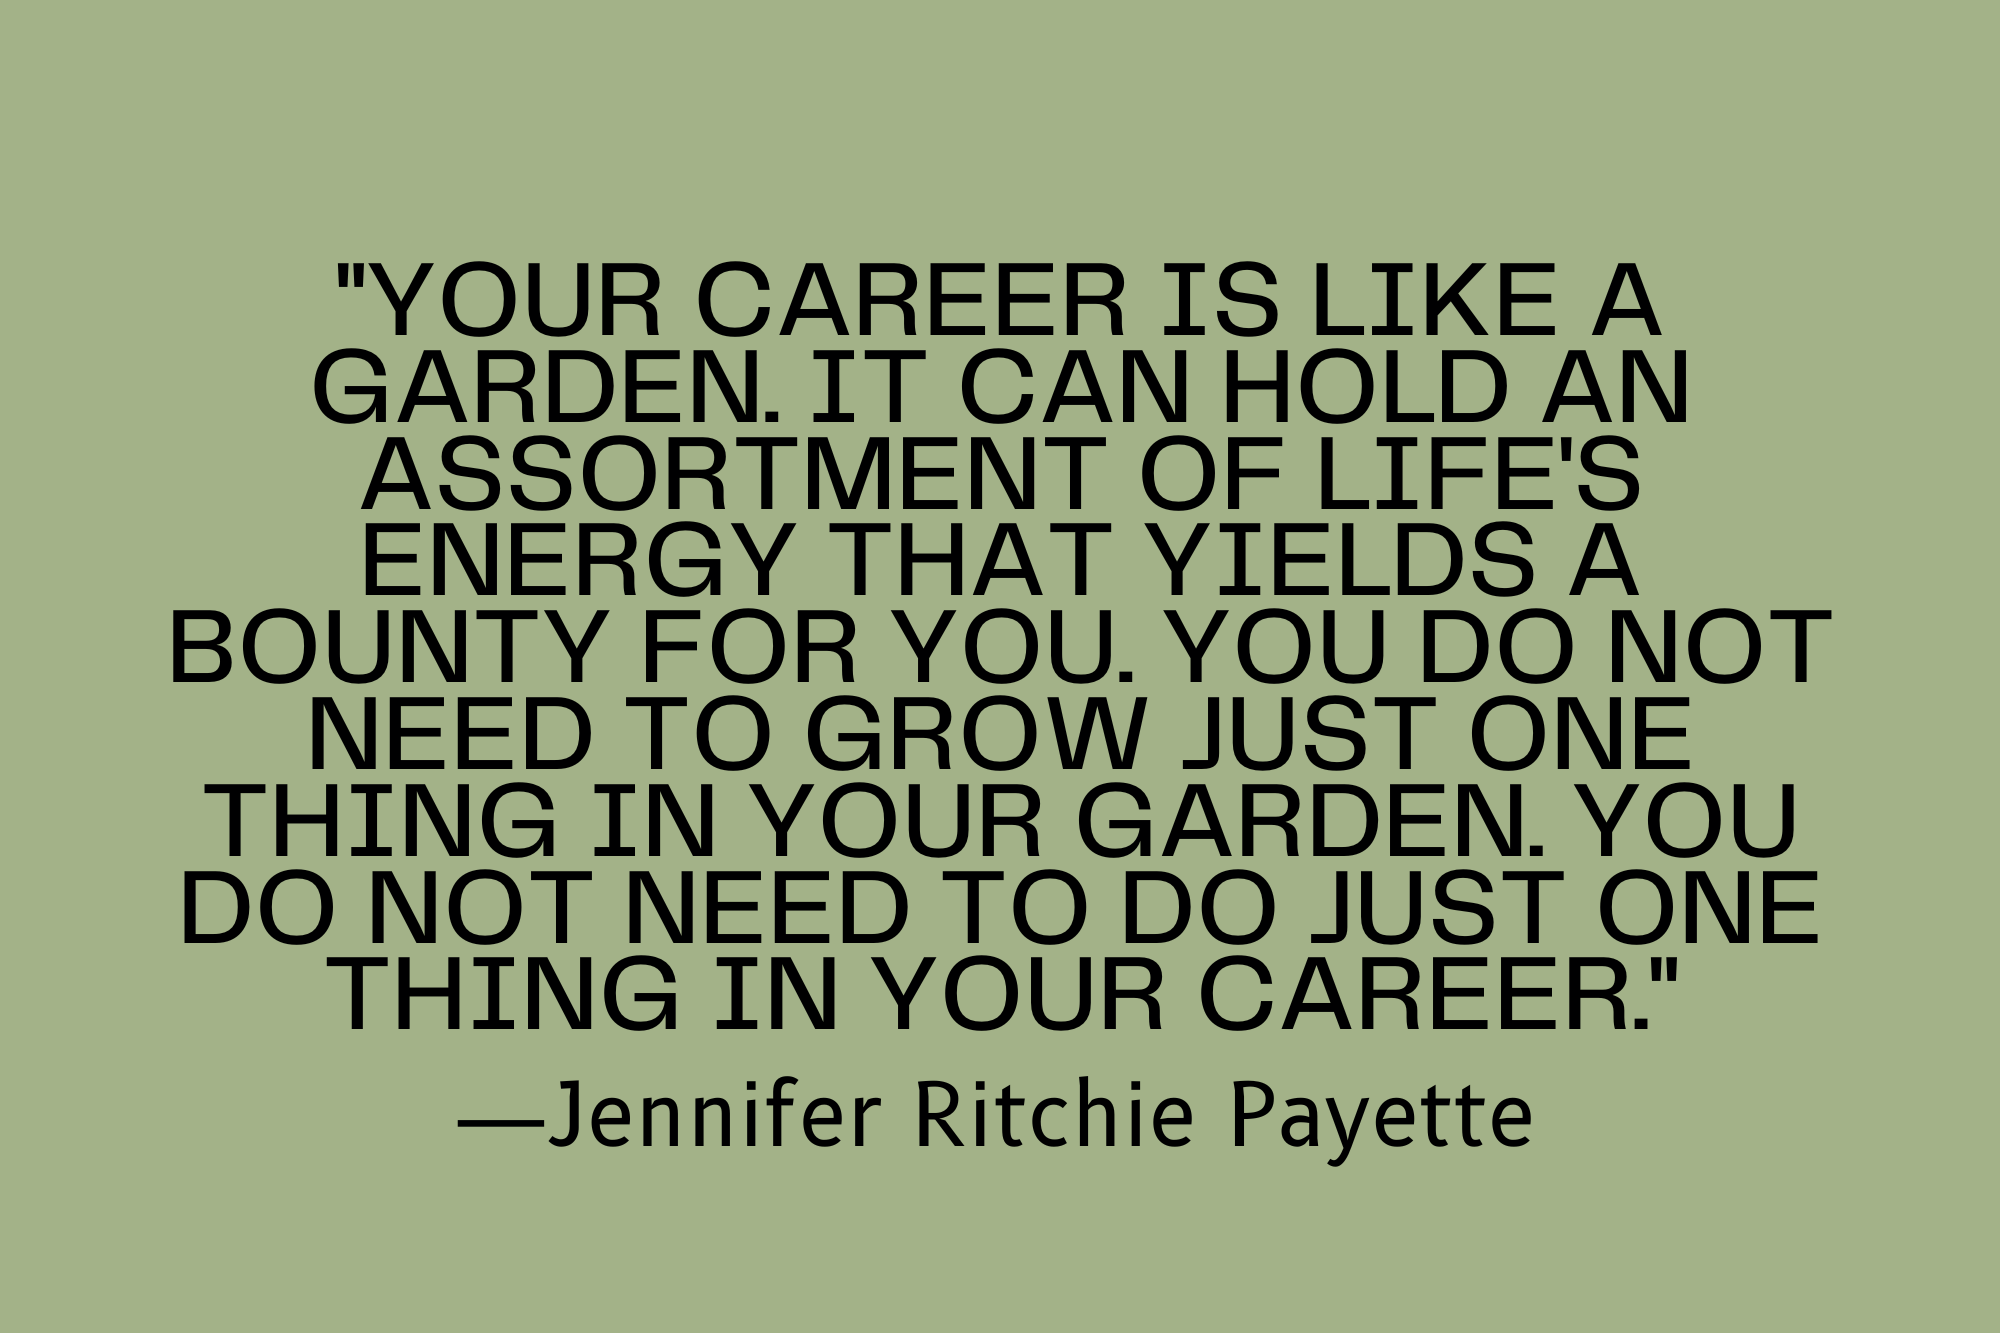 "YOUR CAREER IS LIKE A
GARDEN. IT CAN HOLD AN
ASSORTMENT OF LIFE'S
ENERGY THAT YIELDS A
BOUNTY FOR YOU. YOU DO NOT
NEED TO GROW JUST ONE
THING IN YOUR GARDEN. YOU
DO NOT NEED TO DO JUST ONE
THING IN YOUR CAREER."
—Jennifer Ritchie Payette